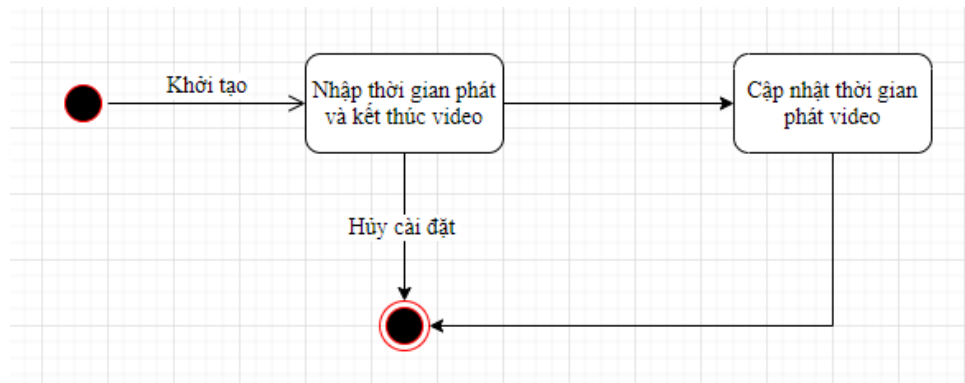 Khởi tạo
Nhập thời gian phát
và kết thúc video
Cập nhật thời gian
phát video
Hủy cài đặt